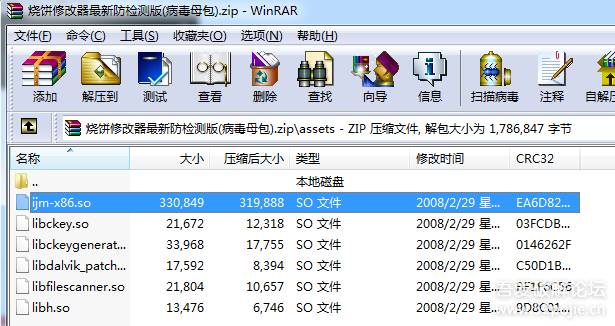 烧饼修改器最新防检测版(病毒母包).zip - WinRAR
文件(F) 命令(C) 工具(S) 收藏夹(O) 选项(N) 帮助(H)
添加 解压到 测试 查看 删除 查找 向导 信息 扫描病毒 注释 自解压
烧饼修改器最新防检测版(病毒母包).zip\assets - ZIP 压缩文件, 解包大小为 1,786,847 字节
名称 大小 压缩后大小 类型 修改时间 CRC32
.. 本地磁盘
ijm-x86.so 330,849 319,888 SO 文件 2008/2/29 星... EA6D82...
libckey.so 21,672 12,318 SO 文件 2008/2/29 星... 03FCDB...
libckeygenerat... 33,968 17,755 SO 文件 2008/2/29 星... 0146262F
libdalvik_patch... 17,592 8,394 SO 文件 2008/2/29 星... C50D1B...
libfilescanner.so 21,804 10,657 SO 文件 2008/2/29 星...
libh.so 13,476 6,746 SO 文件 2008/2/29 星...